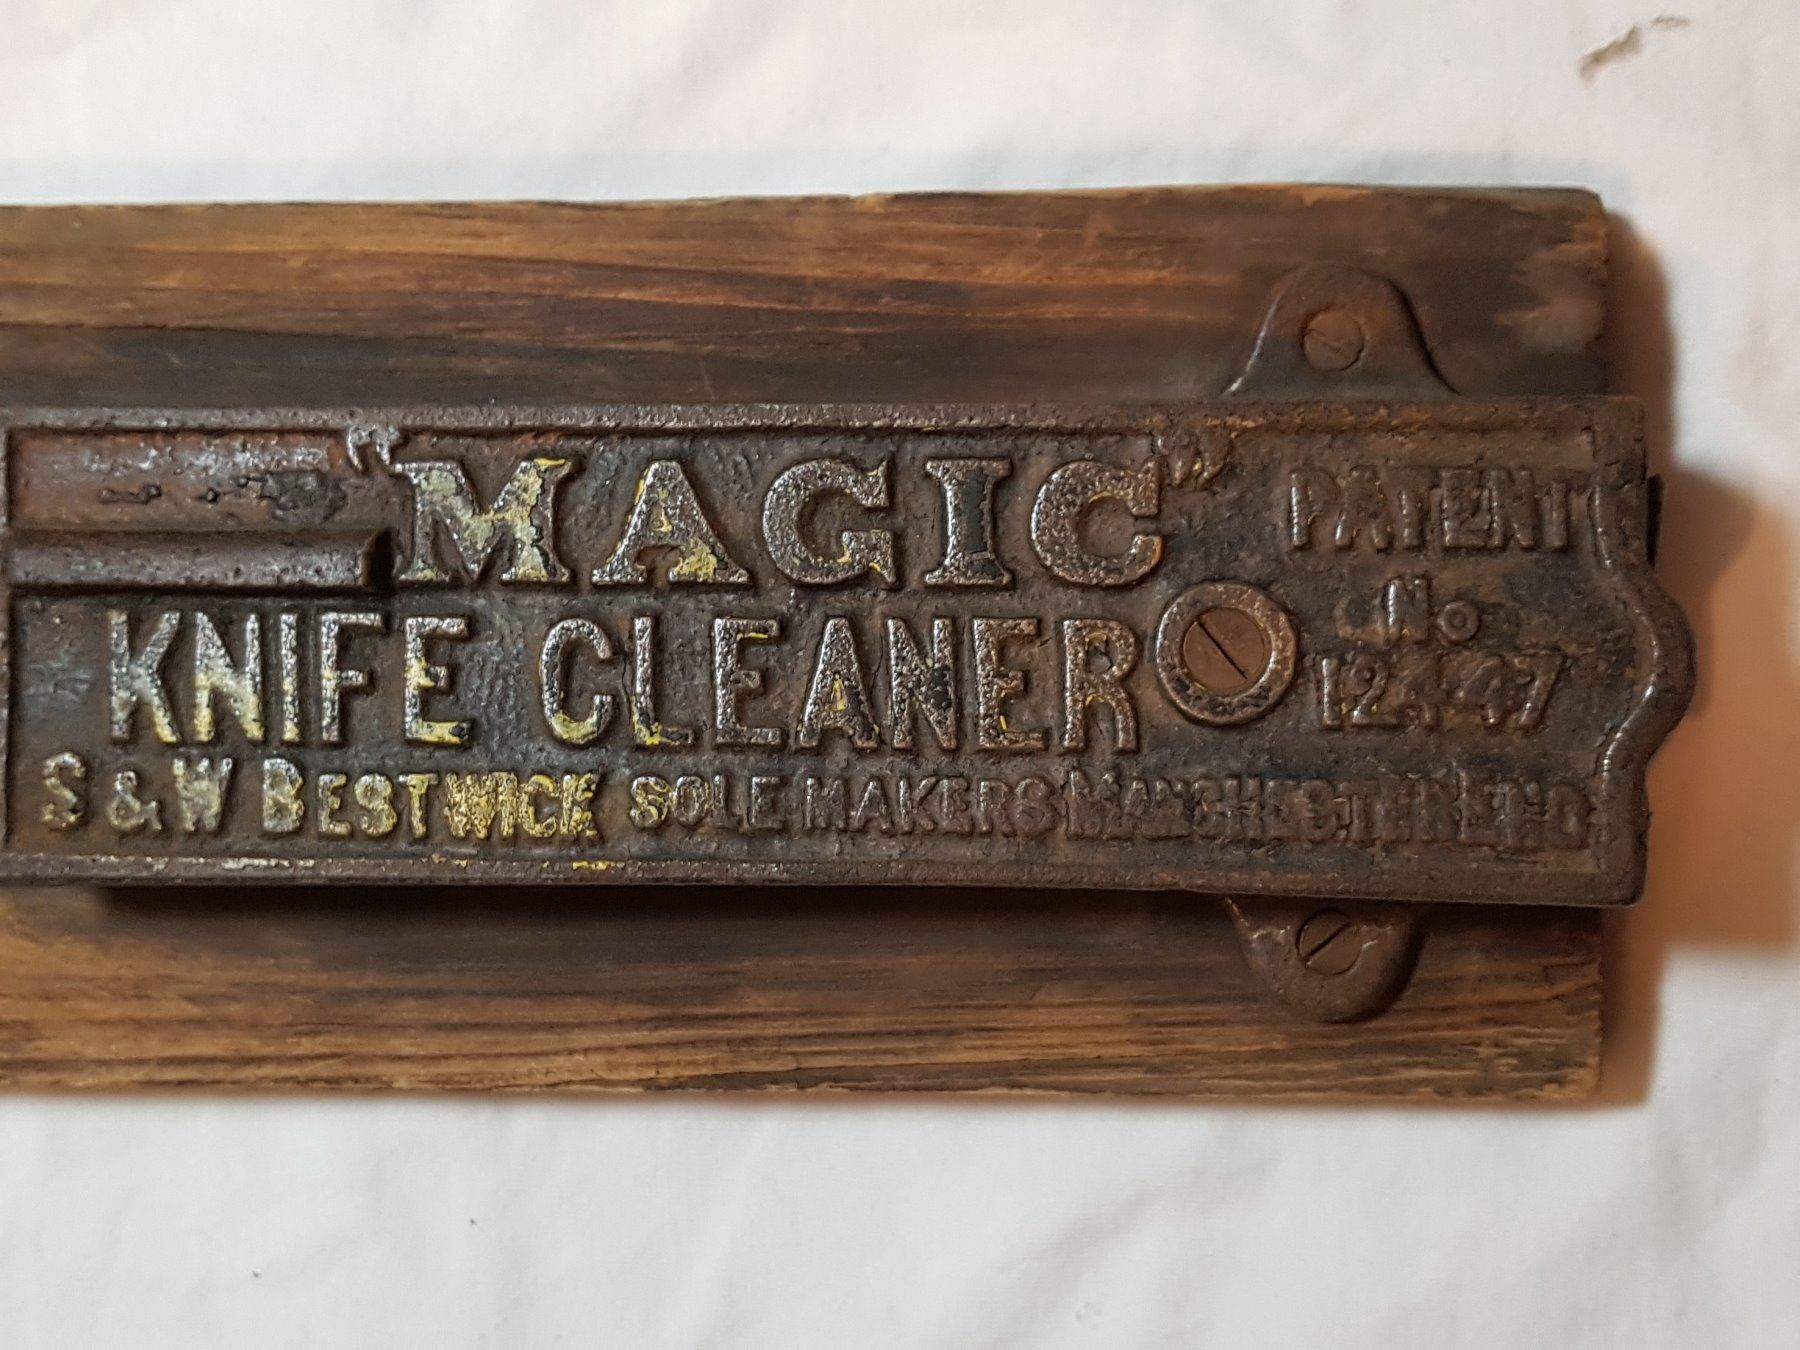 "MAGIC"
KNIFE CLEANER
S & W BESTWICK SOLE MAKERS MANCHESTER ENG
PATENT
No